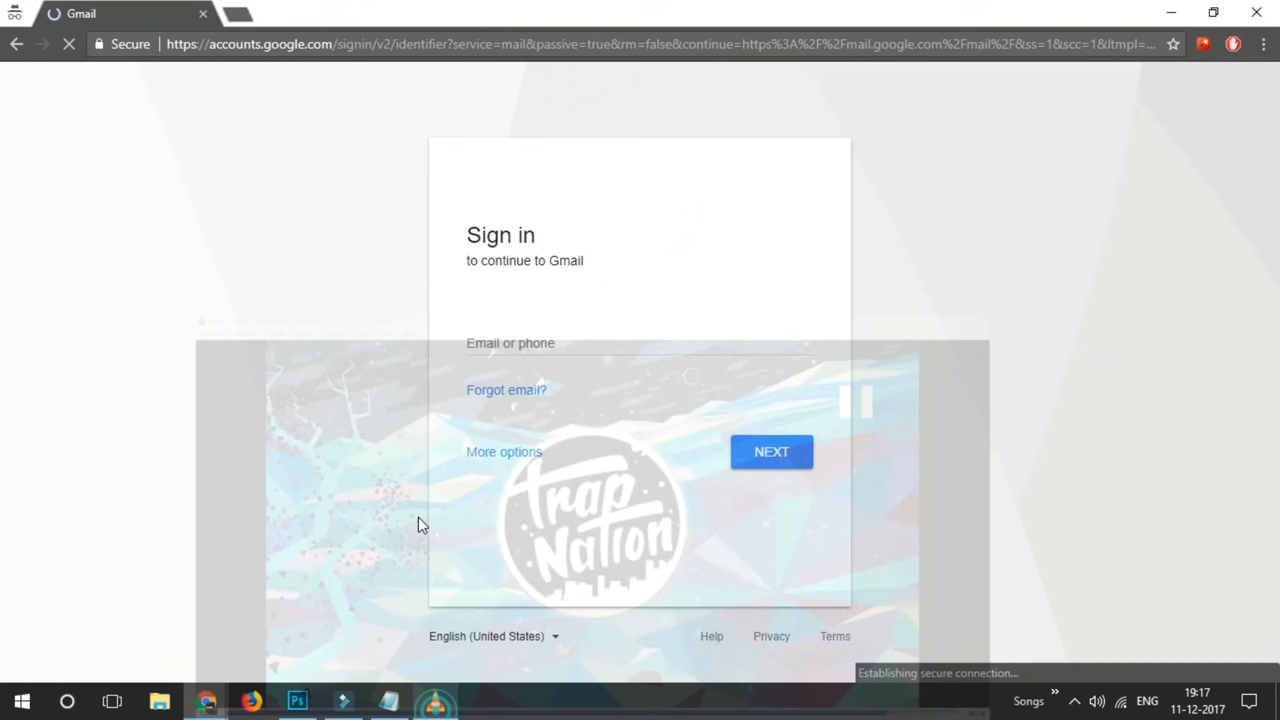 Gmail
Secure
https://accounts.google.com/signin/v2/identifier?service=mail&passive=true&rm=false&continue=https%3A%2F%2Fmail.google.com%2Fmail%2F&ss=1&scc=1&ltmpl=...
Sign in
to continue to Gmail
Email or phone
Forgot email?
More options
NEXT
Trap
Nation
English (United States)
Help
Privacy
Terms
Establishing secure connection...
Ps
Songs
ENG
19:17
11-12-2017